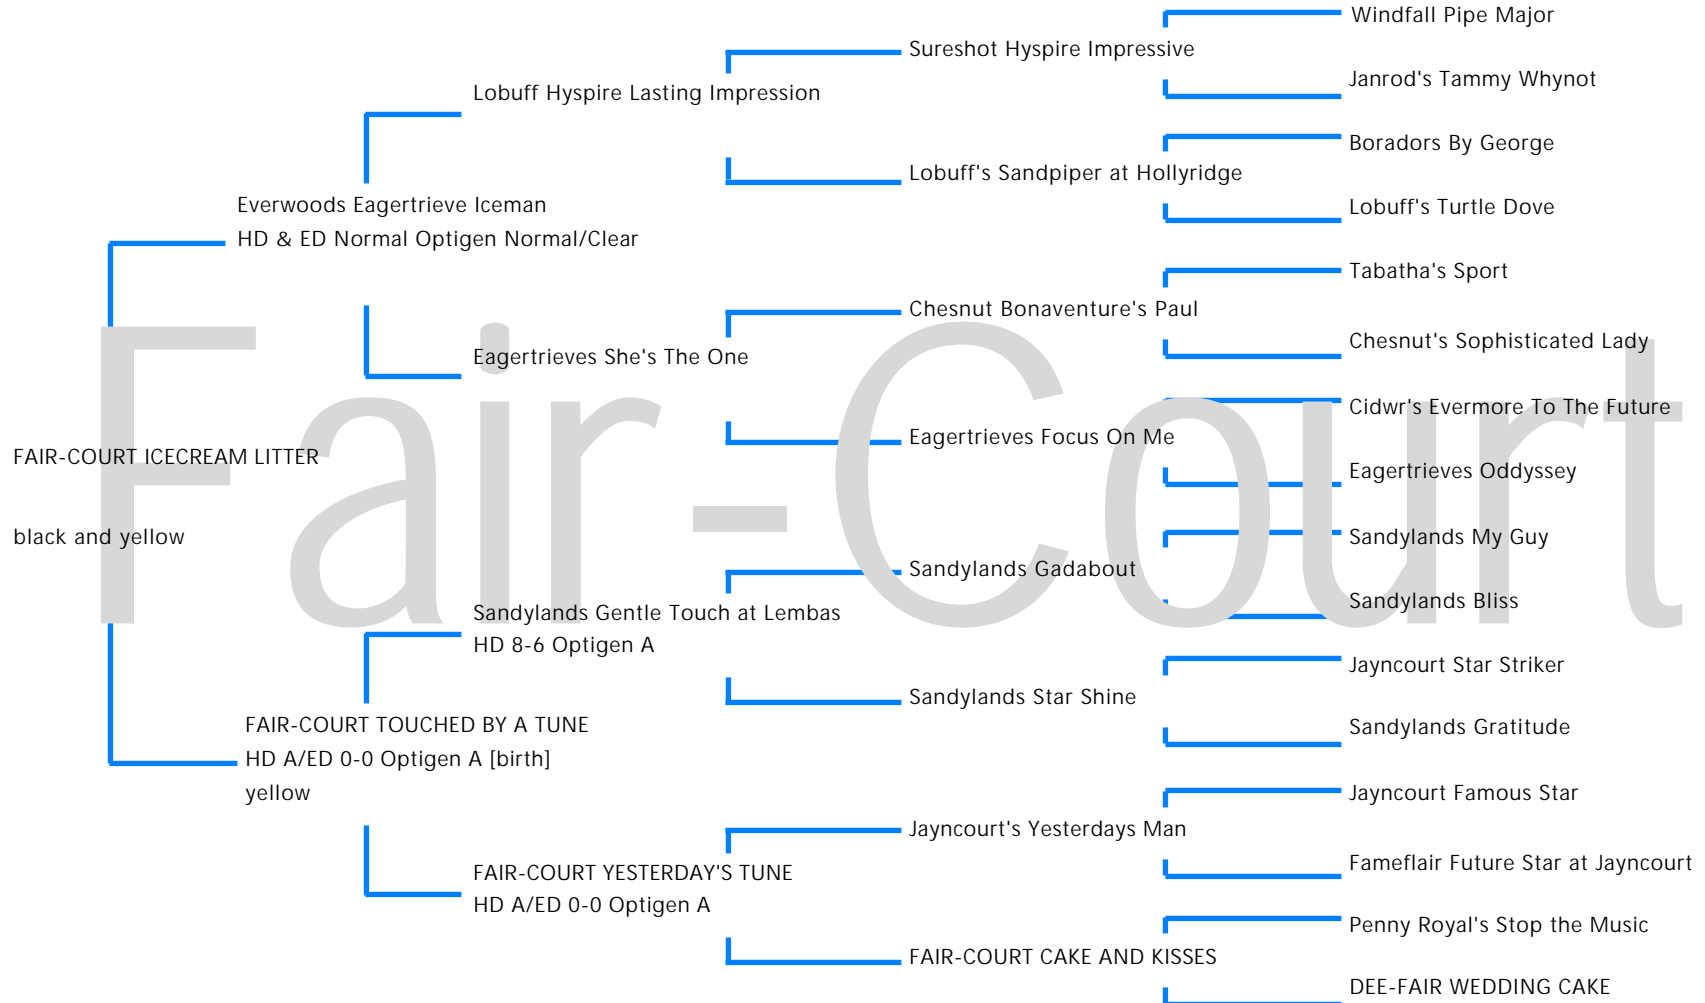 Windfall Pipe Major
Sureshot Hyspire Impressive
Janrod's Tammy Whynot
Lobuff Hyspire Lasting Impression
Boradors By George
Lobuff's Sandpiper at Hollyridge
Lobuff's Turtle Dove
Everwoods Eagertrieve Iceman
HD & ED Normal Optigen Normal/Clear
Tabatha's Sport
Chesnut Bonaventure's Paul
Chesnut's Sophisticated Lady
Eagertrieves She's The One
Cidwr's Evermore To The Future
Eagertrieves Focus On Me
Eagertrieves Oddyssey
FAIR-COURT ICECREAM LITTER
black and yellow
Fair-Court
Sandylands My Guy
Sandylands Gadabout
Sandylands Bliss
Sandylands Gentle Touch at Lembas
HD 8-6 Optigen A
Jayncourt Star Striker
Sandylands Star Shine
Sandylands Gratitude
FAIR-COURT TOUCHED BY A TUNE
HD A/ED 0-0 Optigen A [birth]
yellow
Jayncourt Famous Star
Jayncourt's Yesterdays Man
Fameflair Future Star at Jayncourt
FAIR-COURT YESTERDAY'S TUNE
HD A/ED 0-0 Optigen A
Penny Royal's Stop the Music
FAIR-COURT CAKE AND KISSES
DEE-FAIR WEDDING CAKE